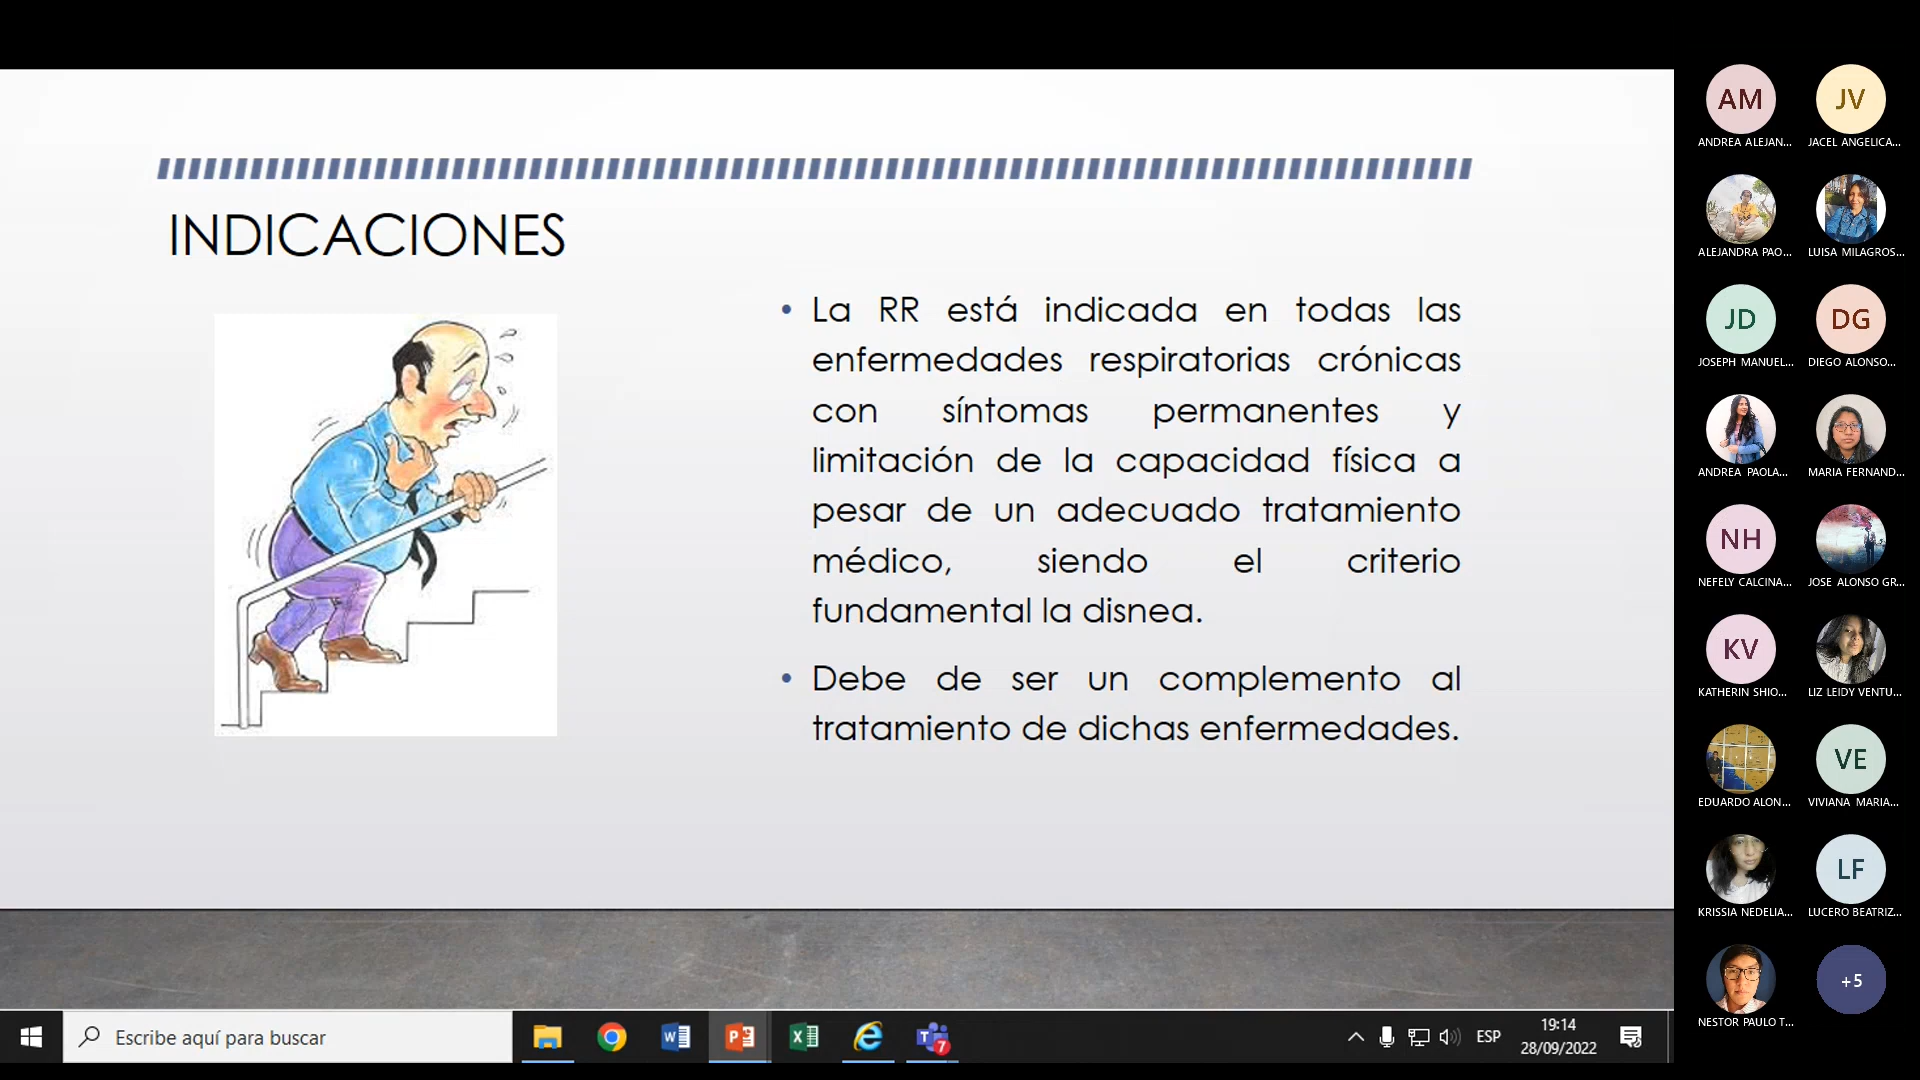 INDICACIONES
• La RR está indicada en todas las
enfermedades respiratorias crónicas
con síntomas permanentes y
limitación de la capacidad física a
pesar de un adecuado tratamiento
médico, siendo el criterio
fundamental la disnea.
• Debe de ser un complemento al
tratamiento de dichas enfermedades.
AM
JV
ANDREA ALEJAN...
JACEL ANGELICA...
ALEJANDRA PAO...
LUISA MILAGROS...
JD
DG
JOSEPH MANUEL...
DIEGO ALONSO...
ANDREA PAOLA...
MARIA FERNAND...
NH
NEFELY CALCINA...
JOSE ALONSO GR...
KV
KATHERIN SHIO...
LIZ LEIDY VENTU...
VE
EDUARDO ALON...
VIVIANA MARIA...
LF
KRISSIA NEDELIA...
LUCERO BEATRIZ...
+5
NESTOR PAULO T...
Escribe aquí para buscar
7
ESP
19:14
28/09/2022